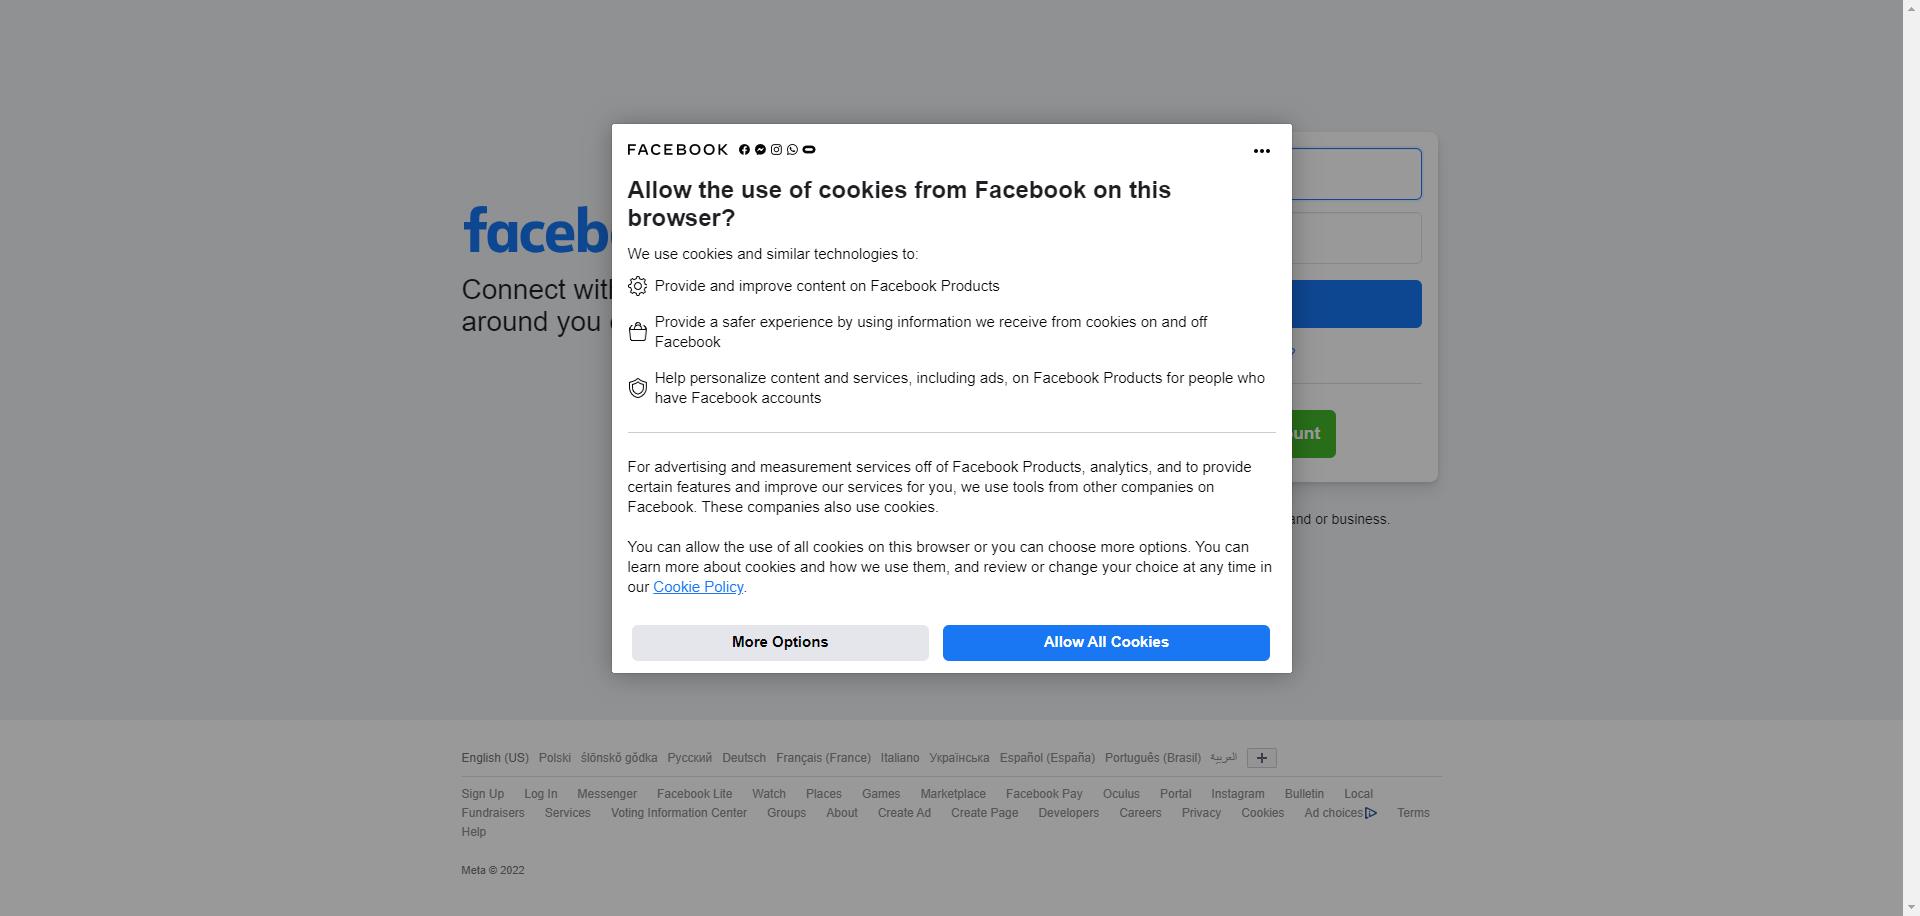 FACEBOOK
Allow the use of cookies from Facebook on this
browser?
We use cookies and similar technologies to:
Provide and improve content on Facebook Products
Provide a safer experience by using information we receive from cookies on and off
Facebook
Help personalize content and services, including ads, on Facebook Products for people who
have Facebook accounts
For advertising and measurement services off of Facebook Products, analytics, and to provide
certain features and improve our services for you, we use tools from other companies on
Facebook. These companies also use cookies.
You can allow the use of all cookies on this browser or you can choose more options. You can
learn more about cookies and how we use them, and review or change your choice at any time in
our Cookie Policy.
More Options Allow All Cookies
faceb
Connect wit
around you
unt
and or business.
English (US) Polski ślōnskŏ gŏdka Русский Deutsch Français (France) Italiano Українська Español (España) Português (Brasil) العربية
Sign Up Log In Messenger Facebook Lite Watch Places Games Marketplace Facebook Pay Oculus Portal Instagram Bulletin Local
Fundraisers Services Voting Information Center Groups About Create Ad Create Page Developers Careers Privacy Cookies Ad choices Terms
Help
Meta © 2022